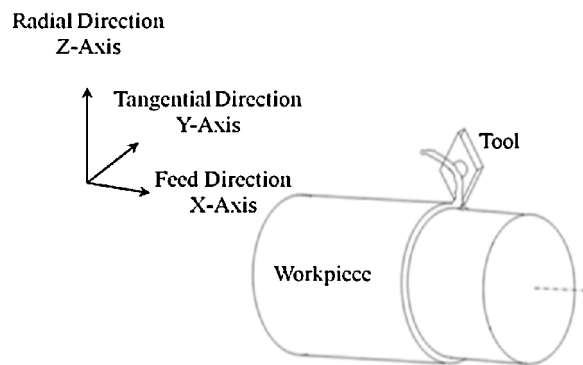 Radial Direction
Z-Axis
Tangential Direction
Y-Axis
Feed Direction
X-Axis
Tool
Workpiece